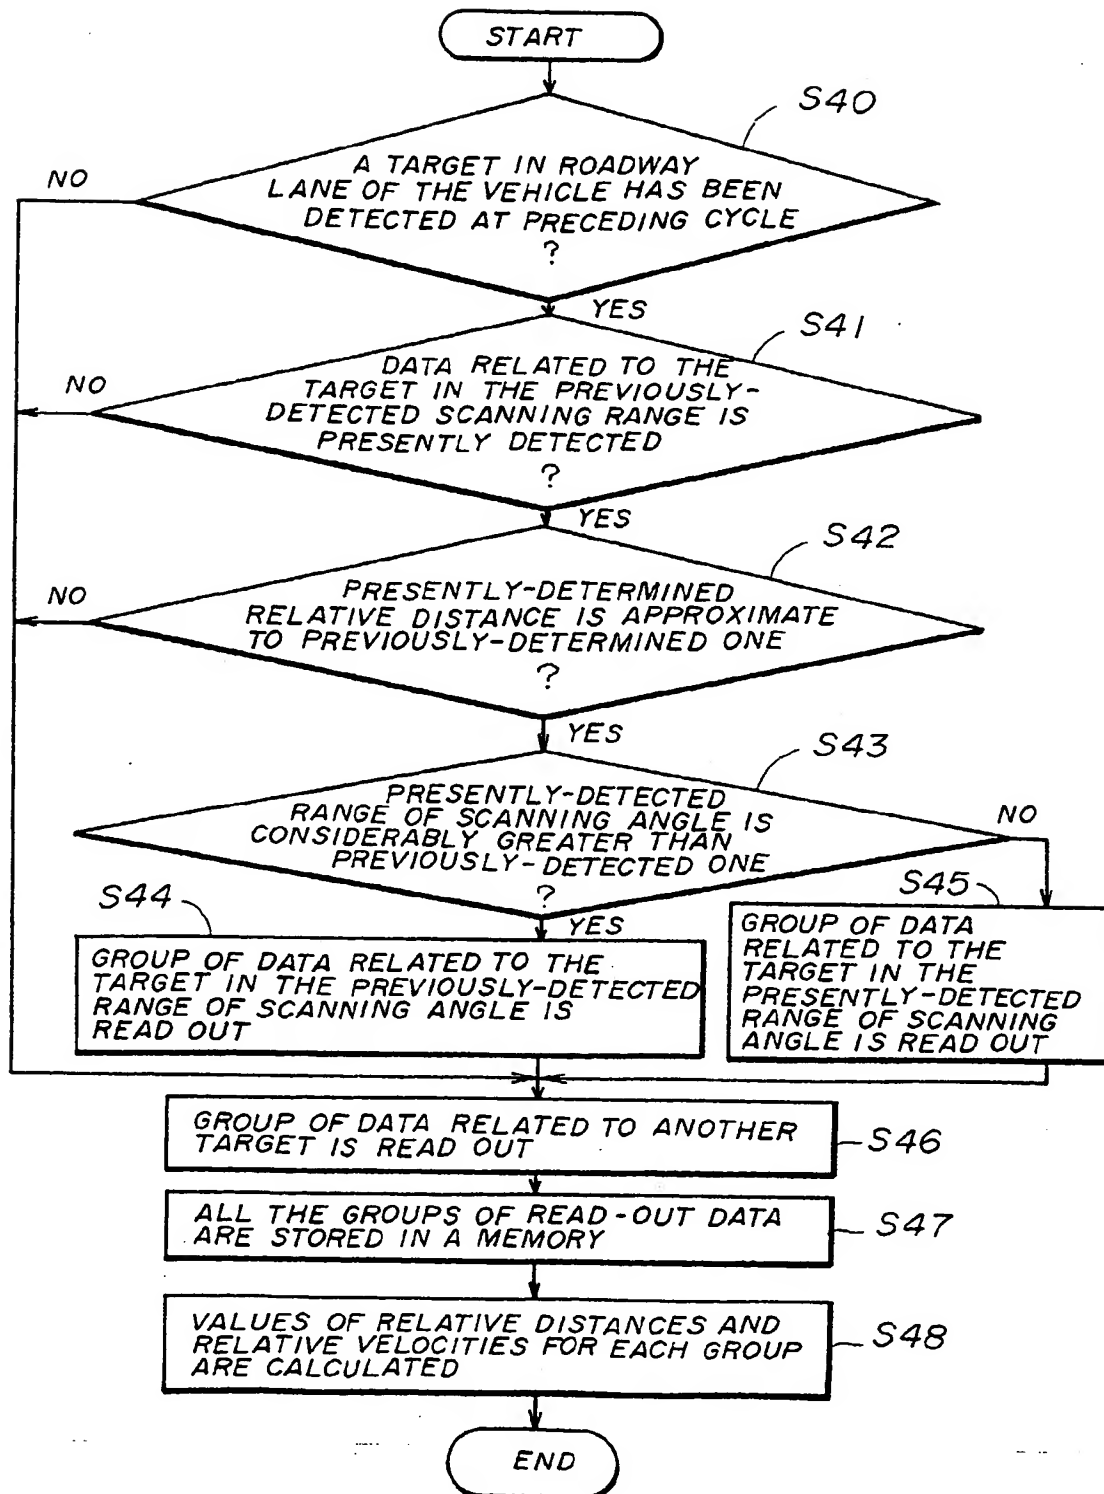 START
S40
A TARGET IN ROADWAY
LANE OF THE VEHICLE HAS BEEN
DETECTED AT PRECEDING CYCLE
?
NO
YES
S41
DATA RELATED TO THE
TARGET IN THE PREVIOUSLY-
DETECTED SCANNING RANGE IS
PRESENTLY DETECTED
?
NO
YES
S42
PRESENTLY-DETERMINED
RELATIVE DISTANCE IS APPROXIMATE
TO PREVIOUSLY-DETERMINED ONE
?
NO
YES
S43
PRESENTLY-DETECTED
RANGE OF SCANNING ANGLE IS
CONSIDERABLY GREATER THAN
PREVIOUSLY-DETECTED ONE
?
NO
YES
S44
GROUP OF DATA RELATED TO THE
TARGET IN THE PREVIOUSLY-DETECTED
RANGE OF SCANNING ANGLE IS
READ OUT
S45
GROUP OF DATA
RELATED TO THE
TARGET IN THE
PRESENTLY-DETECTED
RANGE OF SCANNING
ANGLE IS READ OUT
GROUP OF DATA RELATED TO ANOTHER
TARGET IS READ OUT
S46
ALL THE GROUPS OF READ-OUT DATA
ARE STORED IN A MEMORY
S47
VALUES OF RELATIVE DISTANCES AND
RELATIVE VELOCITIES FOR EACH GROUP
ARE CALCULATED
S48
END